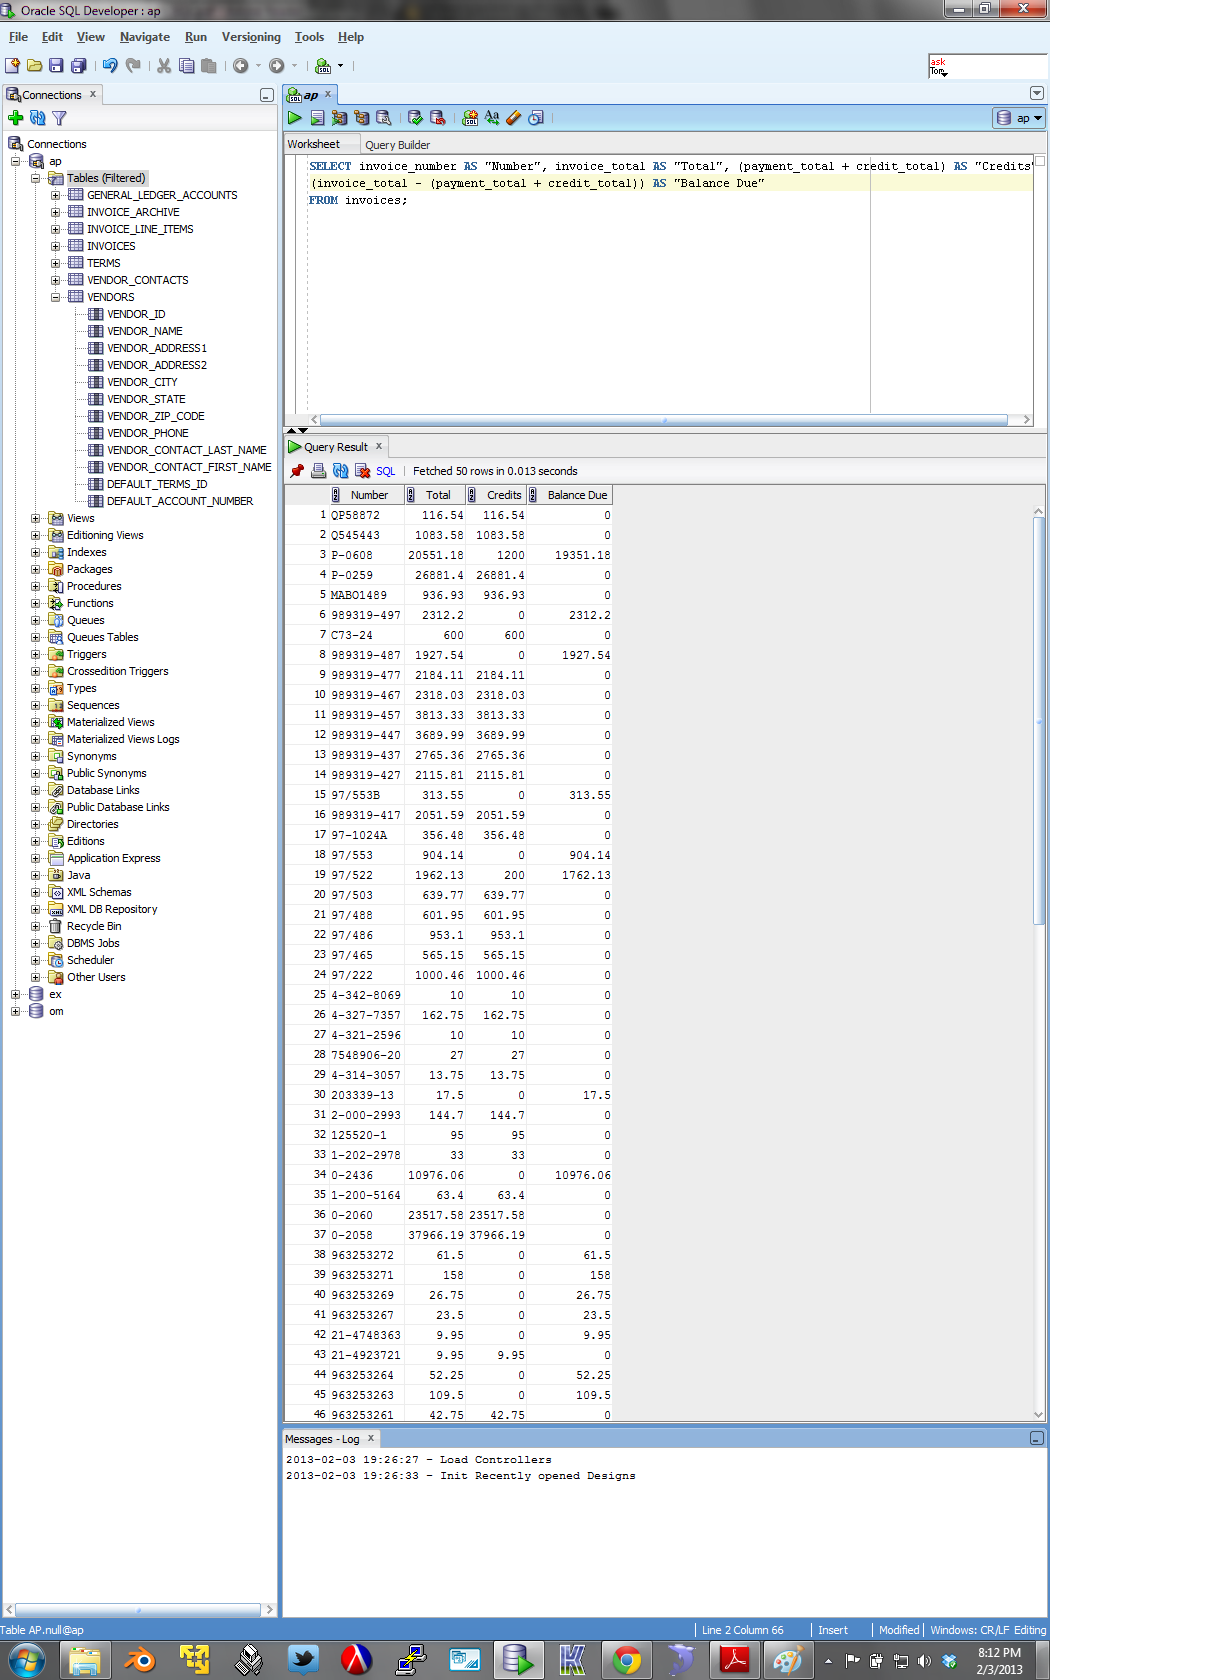 Oracle SQL Developer : ap
File Edit View Navigate Run Versioning Tools Help
ask
Tom
Connections
ap
ap
Worksheet Query Builder
SELECT invoice_number AS "Number", invoice_total AS "Total", (payment_total + credit_total) AS "Credits"
(invoice_total - (payment_total + credit_total)) AS "Balance Due"
FROM invoices;
Connections
ap
Tables (Filtered)
GENERAL_LEDGER_ACCOUNTS
INVOICE_ARCHIVE
INVOICE_LINE_ITEMS
INVOICES
TERMS
VENDOR_CONTACTS
VENDORS
VENDOR_ID
VENDOR_NAME
VENDOR_ADDRESS1
VENDOR_ADDRESS2
VENDOR_CITY
VENDOR_STATE
VENDOR_ZIP_CODE
VENDOR_PHONE
VENDOR_CONTACT_LAST_NAME
VENDOR_CONTACT_FIRST_NAME
DEFAULT_TERMS_ID
DEFAULT_ACCOUNT_NUMBER
Views
Editioning Views
Indexes
Packages
Procedures
Functions
Queues
Queues Tables
Triggers
Crossedition Triggers
Types
Sequences
Materialized Views
Materialized Views Logs
Synonyms
Public Synonyms
Database Links
Public Database Links
Directories
Editions
Application Express
Java
XML Schemas
XML DB Repository
Recycle Bin
DBMS Jobs
Scheduler
Other Users
ex
om
Query Result
SQL Fetched 50 rows in 0.013 seconds
Number Total Credits Balance Due
1 QP58872 116.54 116.54 0
2 Q545443 1083.58 1083.58 0
3 P-0608 20551.18 1200 19351.18
4 P-0259 26881.4 26881.4 0
5 MABO1489 936.93 936.93 0
6 989319-497 2312.2 0 2312.2
7 C73-24 600 600 0
8 989319-487 1927.54 0 1927.54
9 989319-477 2184.11 2184.11 0
10 989319-467 2318.03 2318.03 0
11 989319-457 3813.33 3813.33 0
12 989319-447 3689.99 3689.99 0
13 989319-437 2765.36 2765.36 0
14 989319-427 2115.81 2115.81 0
15 97/553B 313.55 0 313.55
16 989319-417 2051.59 2051.59 0
17 97-1024A 356.48 356.48 0
18 97/553 904.14 0 904.14
19 97/522 1962.13 200 1762.13
20 97/503 639.77 639.77 0
21 97/488 601.95 601.95 0
22 97/486 953.1 953.1 0
23 97/465 565.15 565.15 0
24 97/222 1000.46 1000.46 0
25 4-342-8069 10 10 0
26 4-327-7357 162.75 162.75 0
27 4-321-2596 10 10 0
28 7548906-20 27 27 0
29 4-314-3057 13.75 13.75 0
30 203339-13 17.5 0 17.5
31 2-000-2993 144.7 144.7 0
32 125520-1 95 95 0
33 1-202-2978 33 33 0
34 0-2436 10976.06 0 10976.06
35 1-200-5164 63.4 63.4 0
36 0-2060 23517.58 23517.58 0
37 0-2058 37966.19 37966.19 0
38 963253272 61.5 0 61.5
39 963253271 158 0 158
40 963253269 26.75 0 26.75
41 963253267 23.5 0 23.5
42 21-4748363 9.95 0 9.95
43 21-4923721 9.95 9.95 0
44 963253264 52.25 0 52.25
45 963253263 109.5 0 109.5
46 963253261 42.75 42.75 0
Messages - Log
2013-02-03 19:26:27 - Load Controllers
2013-02-03 19:26:33 - Init Recently opened Designs
Table AP.null@ap Line 2 Column 66 Insert Modified Windows: CR/LF Editing
8:12 PM
2/3/2013